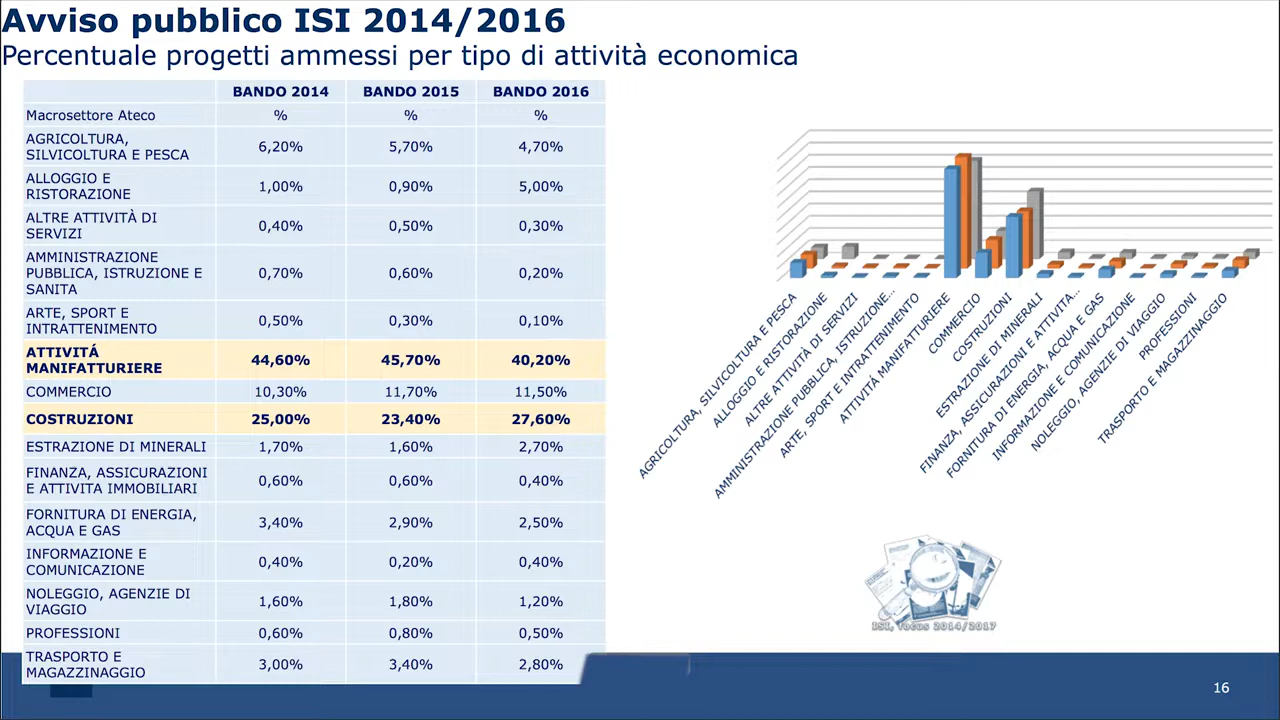 Avviso pubblico ISI 2014/2016
Percentuale progetti ammessi per tipo di attività economica
BANDO 2014 BANDO 2015 BANDO 2016
Macrosettore Ateco % % %
AGRICOLTURA,
SILVICOLTURA E PESCA 6,20% 5,70% 4,70%
ALLOGGIO E
RISTORAZIONE 1,00% 0,90% 5,00%
ALTRE ATTIVITÀ DI
SERVIZI 0,40% 0,50% 0,30%
AMMINISTRAZIONE
PUBBLICA, ISTRUZIONE E
SANITA 0,70% 0,60% 0,20%
ARTE, SPORT E
INTRATTENIMENTO 0,50% 0,30% 0,10%
ATTIVITÁ
MANIFATTURIERE 44,60% 45,70% 40,20%
COMMERCIO 10,30% 11,70% 11,50%
COSTRUZIONI 25,00% 23,40% 27,60%
ESTRAZIONE DI MINERALI 1,70% 1,60% 2,70%
FINANZA, ASSICURAZIONI
E ATTIVITA IMMOBILIARI 0,60% 0,60% 0,40%
FORNITURA DI ENERGIA,
ACQUA E GAS 3,40% 2,90% 2,50%
INFORMAZIONE E
COMUNICAZIONE 0,40% 0,20% 0,40%
NOLEGGIO, AGENZIE DI
VIAGGIO 1,60% 1,80% 1,20%
PROFESSIONI 0,60% 0,80% 0,50%
TRASPORTO E
MAGAZZINAGGIO 3,00% 3,40% 2,80%
AGRICOLTURA, SILVICOLTURA E PESCA
ALLOGGIO E RISTORAZIONE
ALTRE ATTIVITÀ DI SERVIZI
AMMINISTRAZIONE PUBBLICA, ISTRUZIONE...
ARTE, SPORT E INTRATTENIMENTO
ATTIVITÁ MANIFATTURIERE
COMMERCIO
COSTRUZIONI
ESTRAZIONE DI MINERALI
FINANZA, ASSICURAZIONI E ATTIVITA...
FORNITURA DI ENERGIA, ACQUA E GAS
INFORMAZIONE E COMUNICAZIONE
NOLEGGIO, AGENZIE DI VIAGGIO
PROFESSIONI
TRASPORTO E MAGAZZINAGGIO
ISI, focus 2014/2017
16